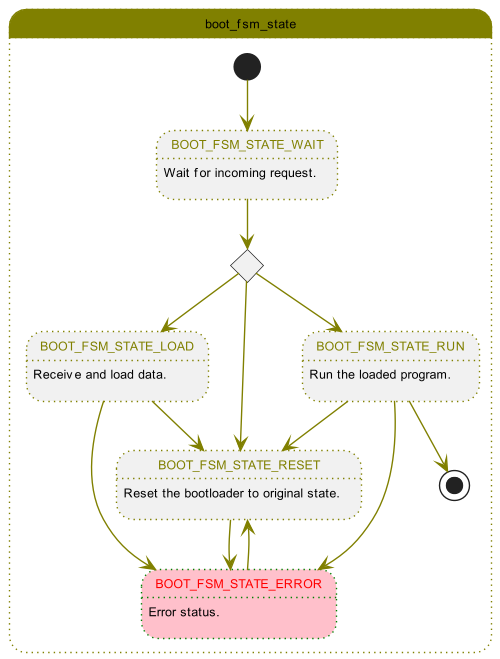 boot_fsm_state
BOOT_FSM_STATE_WAIT
Wait for incoming request.
BOOT_FSM_STATE_LOAD
Receive and load data.
BOOT_FSM_STATE_RUN
Run the loaded program.
BOOT_FSM_STATE_RESET
Reset the bootloader to original state.
BOOT_FSM_STATE_ERROR
Error status.